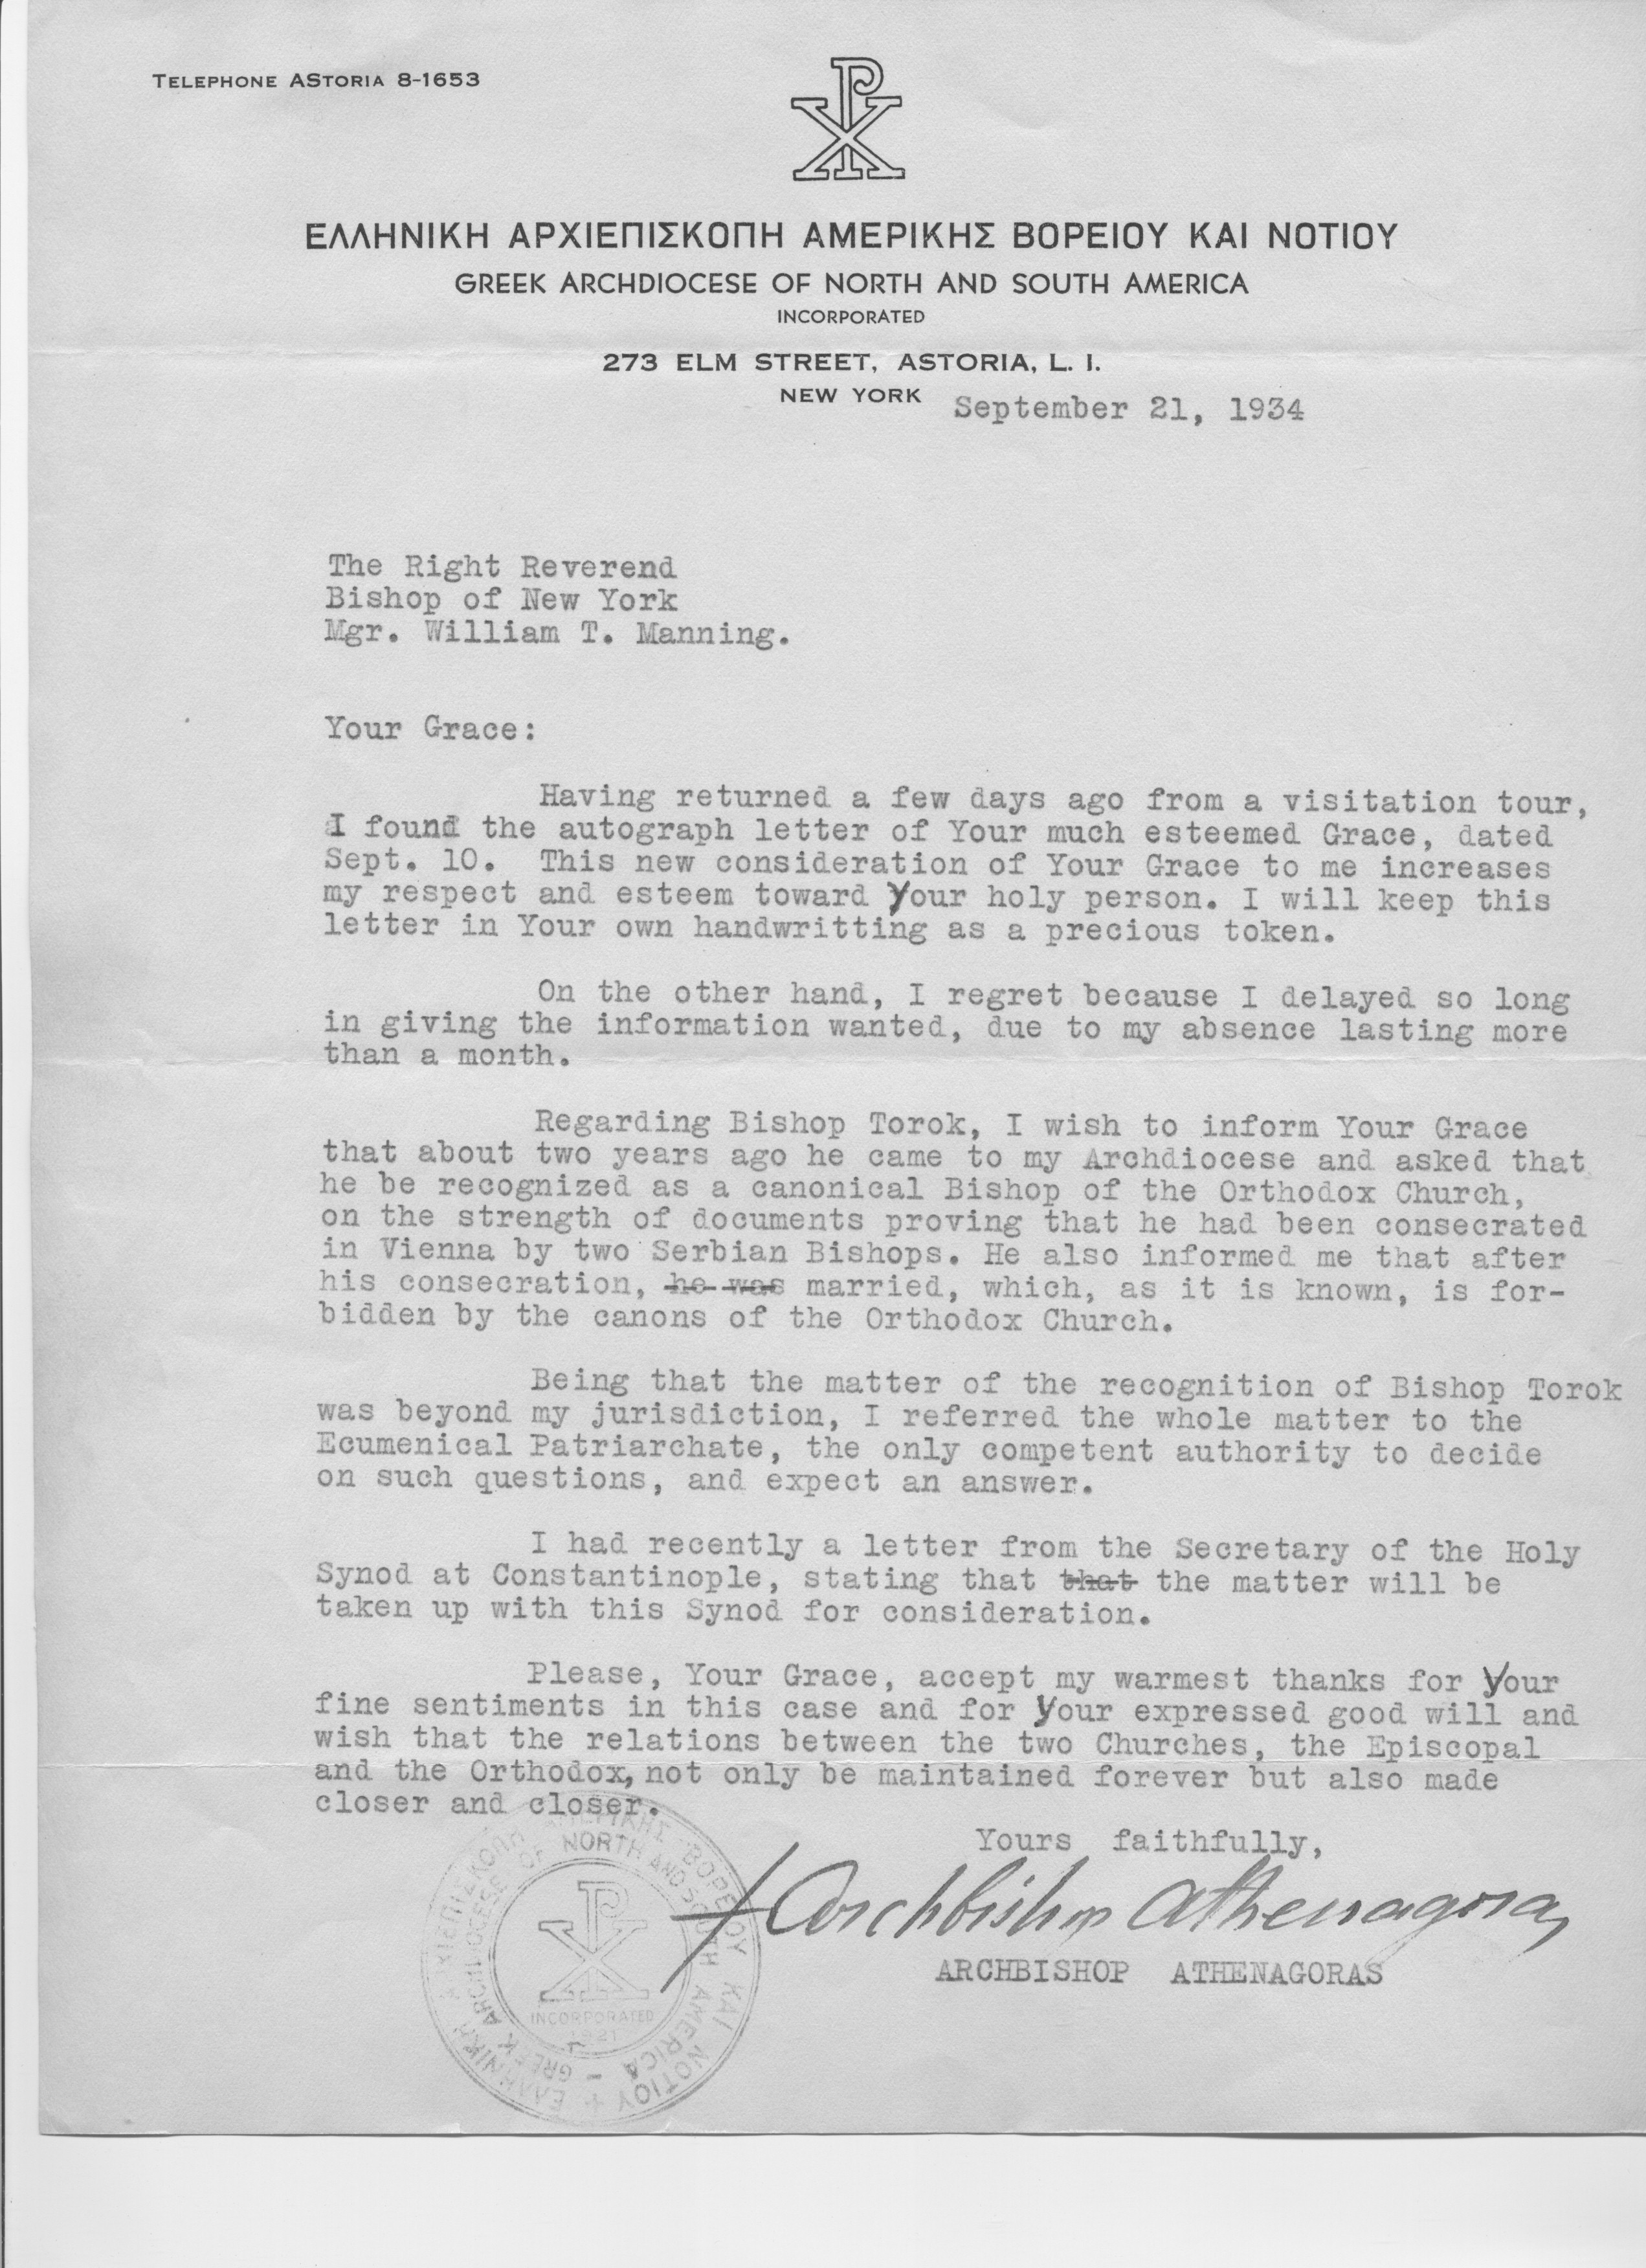 TELEPHONE ASTORIA 8-1653
ΕΛΛΗΝΙΚΗ ΑΡΧΙΕΠΙΣΚΟΠΗ ΑΜΕΡΙΚΗΣ ΒΟΡΕΙΟΥ ΚΑΙ ΝΟΤΙΟΥ
GREEK ARCHDIOCESE OF NORTH AND SOUTH AMERICA
INCORPORATED
273 ELM STREET, ASTORIA, L. I.
NEW YORK
September 21, 1934
The Right Reverend
Bishop of New York
Mgr. William T. Manning.
Your Grace:
Having returned a few days ago from a visitation tour,
I found the autograph letter of Your much esteemed Grace, dated
Sept. 10. This new consideration of Your Grace to me increases
my respect and esteem toward Your holy person. I will keep this
letter in Your own handwritting as a precious token.
On the other hand, I regret because I delayed so long
in giving the information wanted, due to my absence lasting more
than a month.
Regarding Bishop Torok, I wish to inform Your Grace
that about two years ago he came to my Archdiocese and asked that
he be recognized as a canonical Bishop of the Orthodox Church,
on the strength of documents proving that he had been consecrated
in Vienna by two Serbian Bishops. He also informed me that after
his consecration, he was married, which, as it is known, is for-
bidden by the canons of the Orthodox Church.
Being that the matter of the recognition of Bishop Torok
was beyond my jurisdiction, I referred the whole matter to the
Ecumenical Patriarchate, the only competent authority to decide
on such questions, and expect an answer.
I had recently a letter from the Secretary of the Holy
Synod at Constantinople, stating that that the matter will be
taken up with this Synod for consideration.
Please, Your Grace, accept my warmest thanks for Your
fine sentiments in this case and for Your expressed good will and
wish that the relations between the two Churches, the Episcopal
and the Orthodox, not only be maintained forever but also made
closer and closer.
Yours faithfully,
Archbishop Athenagoras
ARCHBISHOP ATHENAGORAS
ΕΛΛΗΝΙΚΗ ΑΡΧΙΕΠΙΣΚΟΠΗ ΑΜΕΡΙΚΗΣ ΒΟΡΕΙΟΥ ΚΑΙ ΝΟΤΙΟΥ
GREEK ARCHDIOCESE OF NORTH AND SOUTH AMERICA
INCORPORATED
1921